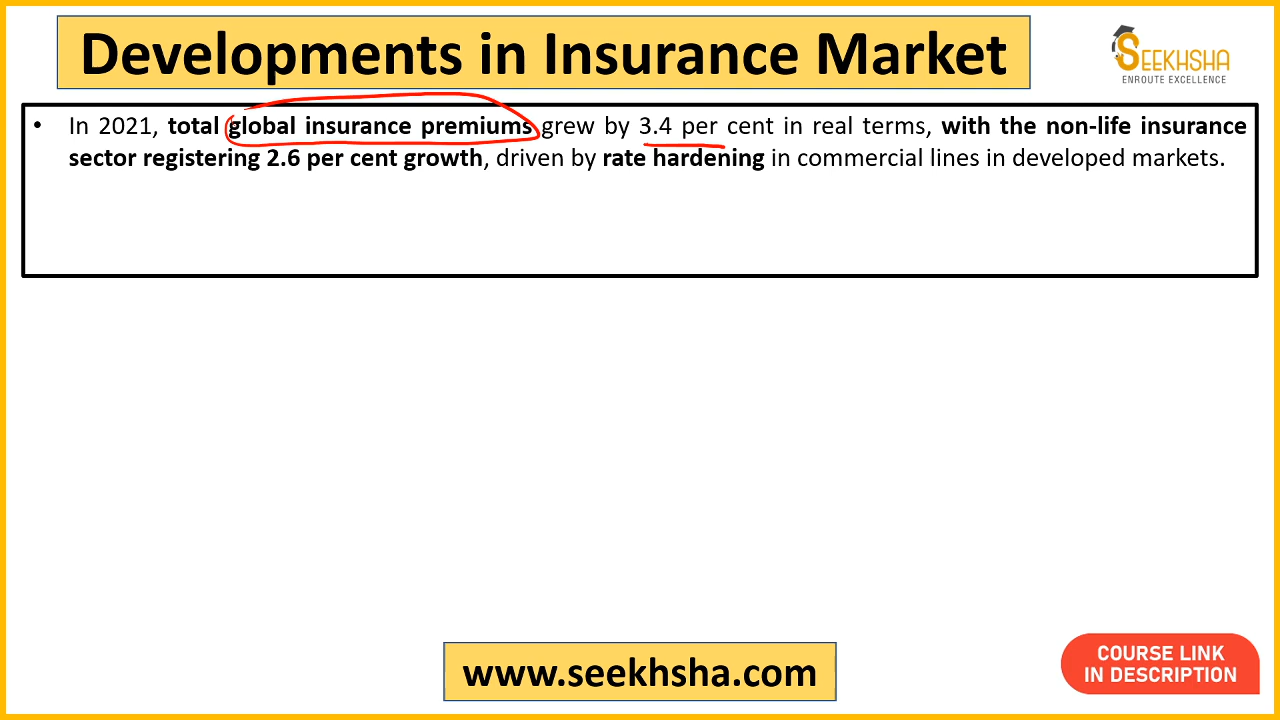 Developments in Insurance Market
SEEKHSHA
ENROUTE EXCELLENCE
• In 2021, total global insurance premiums grew by 3.4 per cent in real terms, with the non-life insurance
sector registering 2.6 per cent growth, driven by rate hardening in commercial lines in developed markets.
www.seekhsha.com
COURSE LINK
IN DESCRIPTION